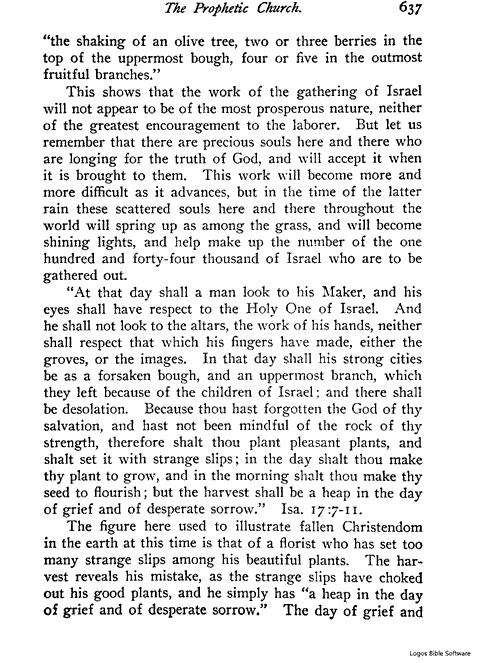 The Prophetic Church. 637
“the shaking of an olive tree, two or three berries in the
top of the uppermost bough, four or five in the outmost
fruitful branches.”
This shows that the work of the gathering of Israel
will not appear to be of the most prosperous nature, neither
of the greatest encouragement to the laborer. But let us
remember that there are precious souls here and there who
are longing for the truth of God, and will accept it when
it is brought to them. This work will become more and
more difficult as it advances, but in the time of the latter
rain these scattered souls here and there throughout the
world will spring up as among the grass, and will become
shining lights, and help make up the number of the one
hundred and forty-four thousand of Israel who are to be
gathered out.
“At that day shall a man look to his Maker, and his
eyes shall have respect to the Holy One of Israel. And
he shall not look to the altars, the work of his hands, neither
shall respect that which his fingers have made, either the
groves, or the images. In that day shall his strong cities
be as a forsaken bough, and an uppermost branch, which
they left because of the children of Israel; and there shall
be desolation. Because thou hast forgotten the God of thy
salvation, and hast not been mindful of the rock of thy
strength, therefore shalt thou plant pleasant plants, and
shalt set it with strange slips; in the day shalt thou make
thy plant to grow, and in the morning shalt thou make thy
seed to flourish; but the harvest shall be a heap in the day
of grief and of desperate sorrow.” Isa. 17:7-11.
The figure here used to illustrate fallen Christendom
in the earth at this time is that of a florist who has set too
many strange slips among his beautiful plants. The har-
vest reveals his mistake, as the strange slips have choked
out his good plants, and he simply has “a heap in the day
of grief and of desperate sorrow.” The day of grief and
Logos Bible Software